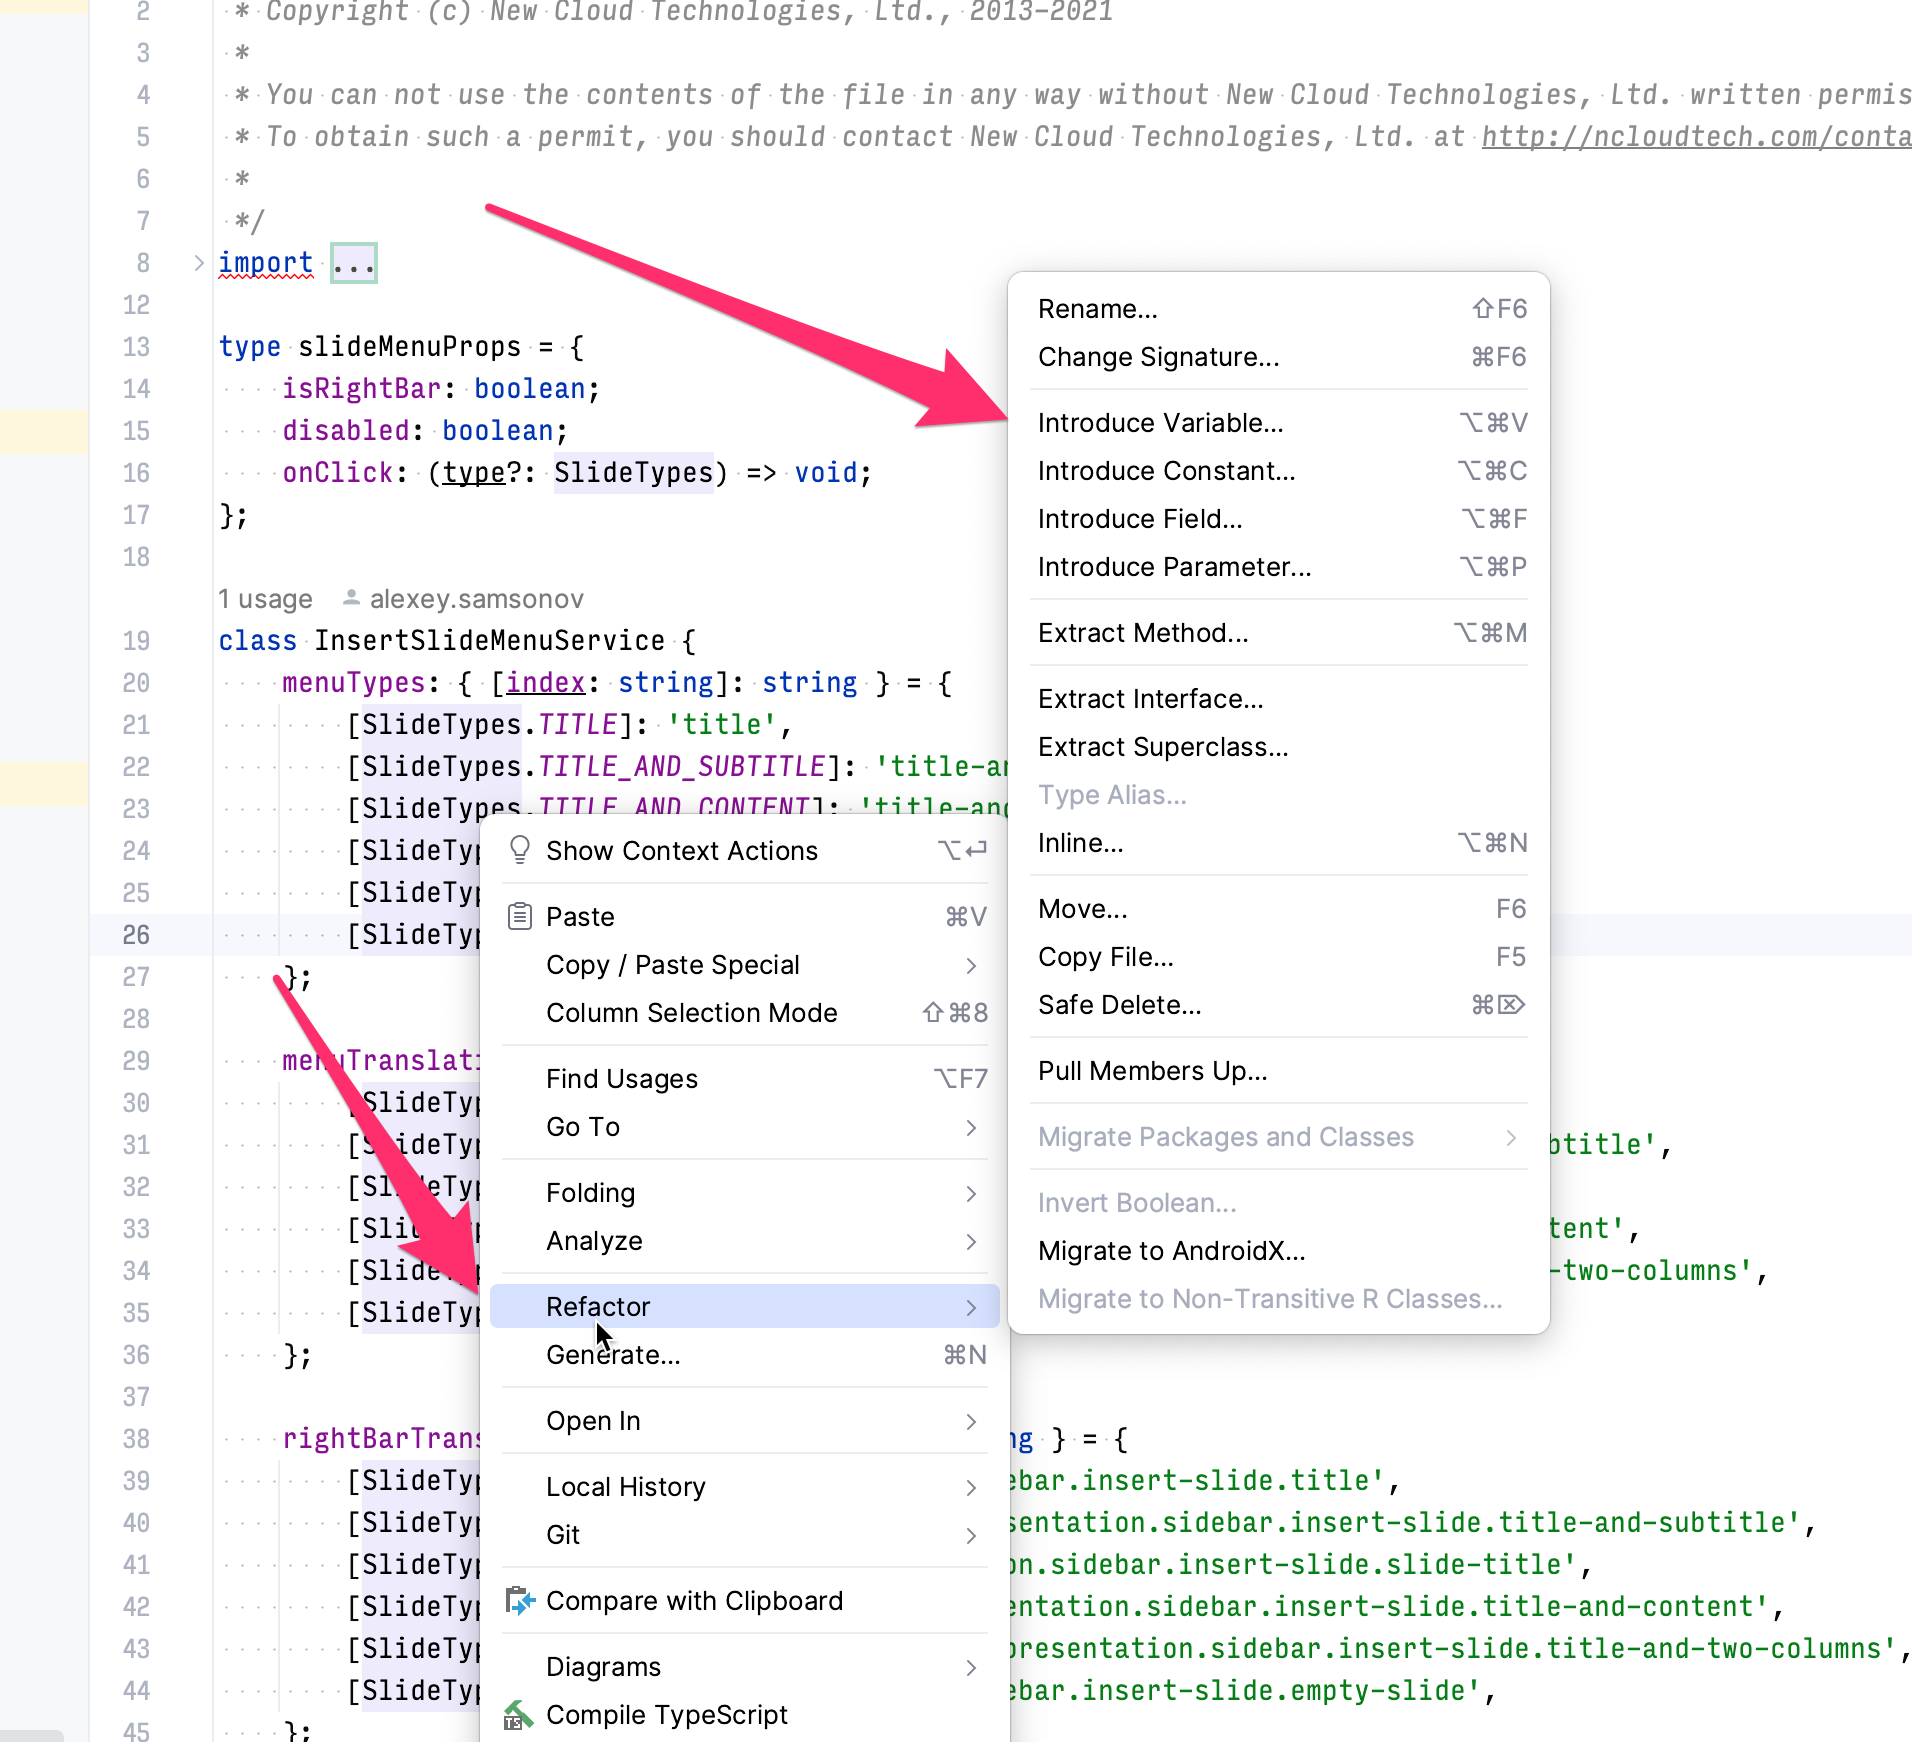 2 * Copyright (c) New Cloud Technologies, Ltd., 2013-2021
3 *
4 * You can not use the contents of the file in any way without New Cloud Technologies, Ltd. written permis
5 * To obtain such a permit, you should contact New Cloud Technologies, Ltd. at http://ncloudtech.com/conta
6 *
7 */
8 import ...
12
13 type slideMenuProps = {
14 isRightBar: boolean;
15 disabled: boolean;
16 onClick: (type?: SlideTypes) => void;
17 };
18
1 usage alexey.samsonov
19 class InsertSlideMenuService {
20 menuTypes: { [index: string]: string } = {
21 [SlideTypes.TITLE]: 'title',
22 [SlideTypes.TITLE_AND_SUBTITLE]: 'title-an
23 [SlideTypes.TITLE_AND_CONTENT]: 'title-and
24 [SlideTyp
25 [SlideTyp
26 [SlideTyp
27 };
28
29 menuTranslati
30 [SlideTyp
31 [SlideTyp btitle',
32 [SlideTyp
33 [SlideTyp tent',
34 [SlideTyp -two-columns',
35 [SlideTyp
36 };
37
38 rightBarTrans ng } = {
39 [SlideTyp ebar.insert-slide.title',
40 [SlideTyp sentation.sidebar.insert-slide.title-and-subtitle',
41 [SlideTyp on.sidebar.insert-slide.slide-title',
42 [SlideTyp entation.sidebar.insert-slide.title-and-content',
43 [SlideTyp presentation.sidebar.insert-slide.title-and-two-columns',
44 [SlideTyp ebar.insert-slide.empty-slide',
45 };
Show Context Actions ⌥⏎
Paste ⌘V
Copy / Paste Special
Column Selection Mode ⇧⌘8
Find Usages ⌥F7
Go To
Folding
Analyze
Refactor
Generate... ⌘N
Open In
Local History
Git
Compare with Clipboard
Diagrams
TS Compile TypeScript
Rename... ⇧F6
Change Signature... ⌘F6
Introduce Variable... ⌥⌘V
Introduce Constant... ⌥⌘C
Introduce Field... ⌥⌘F
Introduce Parameter... ⌥⌘P
Extract Method... ⌥⌘M
Extract Interface...
Extract Superclass...
Type Alias...
Inline... ⌥⌘N
Move... F6
Copy File... F5
Safe Delete... ⌘⌦
Pull Members Up...
Migrate Packages and Classes
Invert Boolean...
Migrate to AndroidX...
Migrate to Non-Transitive R Classes...